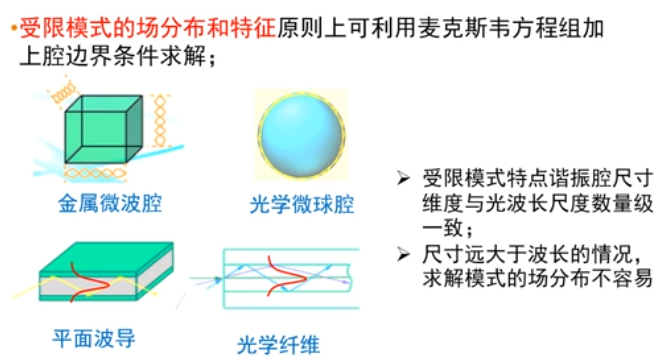 •受限模式的场分布和特征原则上可利用麦克斯韦方程组加
上腔边界条件求解；
金属微波腔
光学微球腔
➢ 受限模式特点谐振腔尺寸
维度与光波长尺度数量级
一致；
➢ 尺寸远大于波长的情况，
求解模式的场分布不容易
平面波导
光学纤维